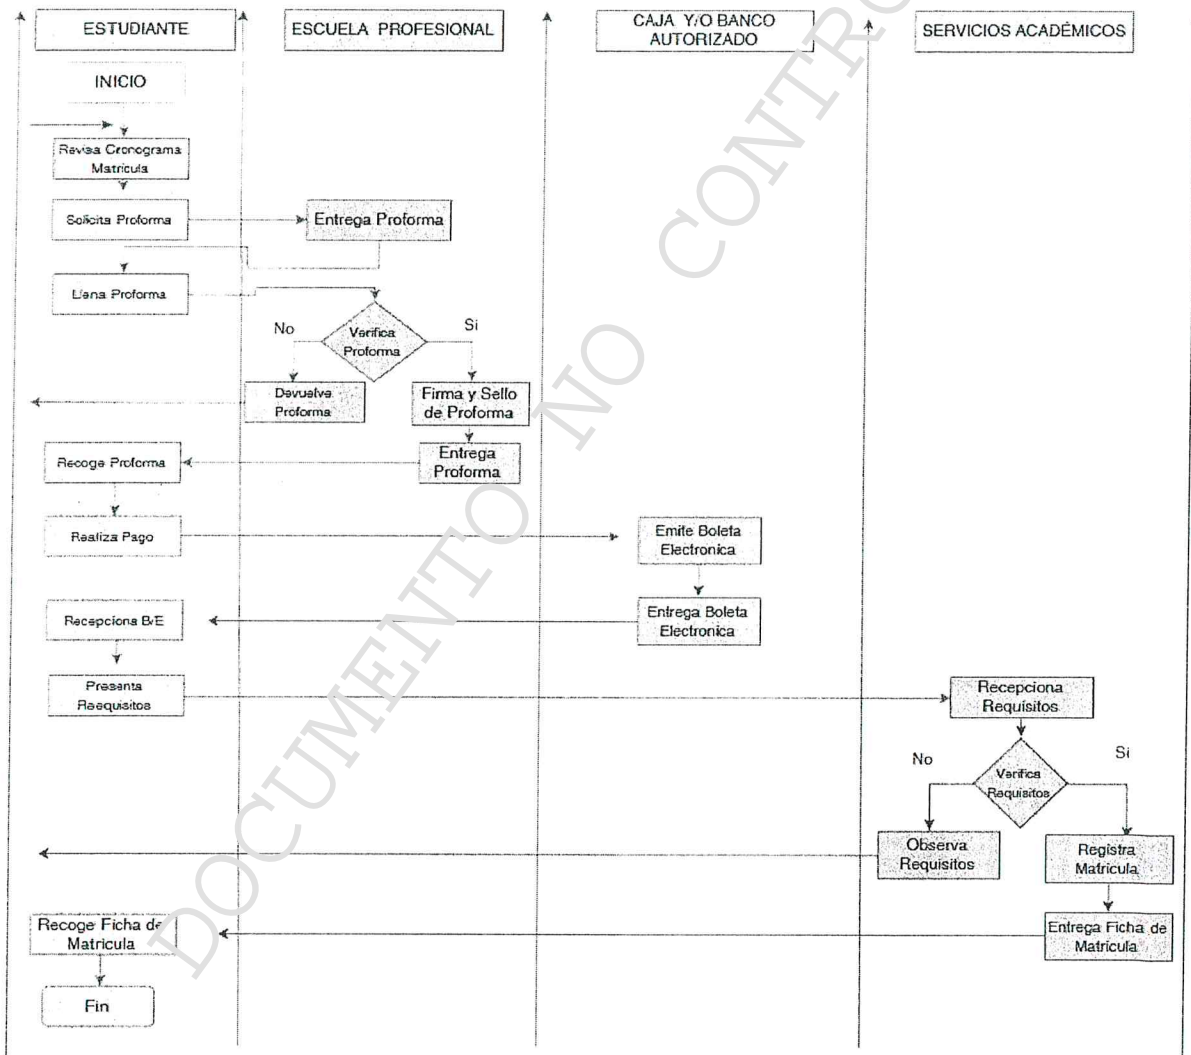 ESTUDIANTE
ESCUELA PROFESIONAL
CAJA Y/O BANCO
AUTORIZADO
SERVICIOS ACADÉMICOS
INICIO
Revisa Cronograma
Matricula
Solicita Proforma
Entrega Proforma
Llena Proforma
No
Verifica
Proforma
Si
Devuelve
Proforma
Firma y Sello
de Proforma
Recoge Proforma
Entrega
Proforma
Realiza Pago
Emite Boleta
Electronica
Recepciona B/E
Entrega Boleta
Electronica
Presenta
Reequisitos
Recepciona
Requisitos
No
Verifica
Requisitos
Si
Observa
Requisitos
Registra
Matricula
Recoge Ficha de
Matricula
Entrega Ficha de
Matricula
Fin
DOCUMENTO NO CONTRO